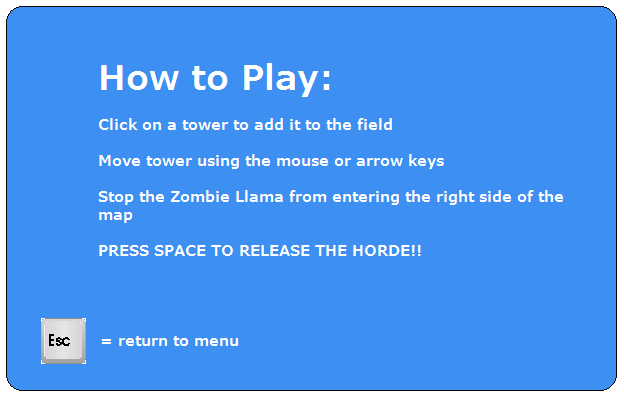 How to Play:
Click on a tower to add it to the field
Move tower using the mouse or arrow keys
Stop the Zombie Llama from entering the right side of the
map
PRESS SPACE TO RELEASE THE HORDE!!
Esc = return to menu